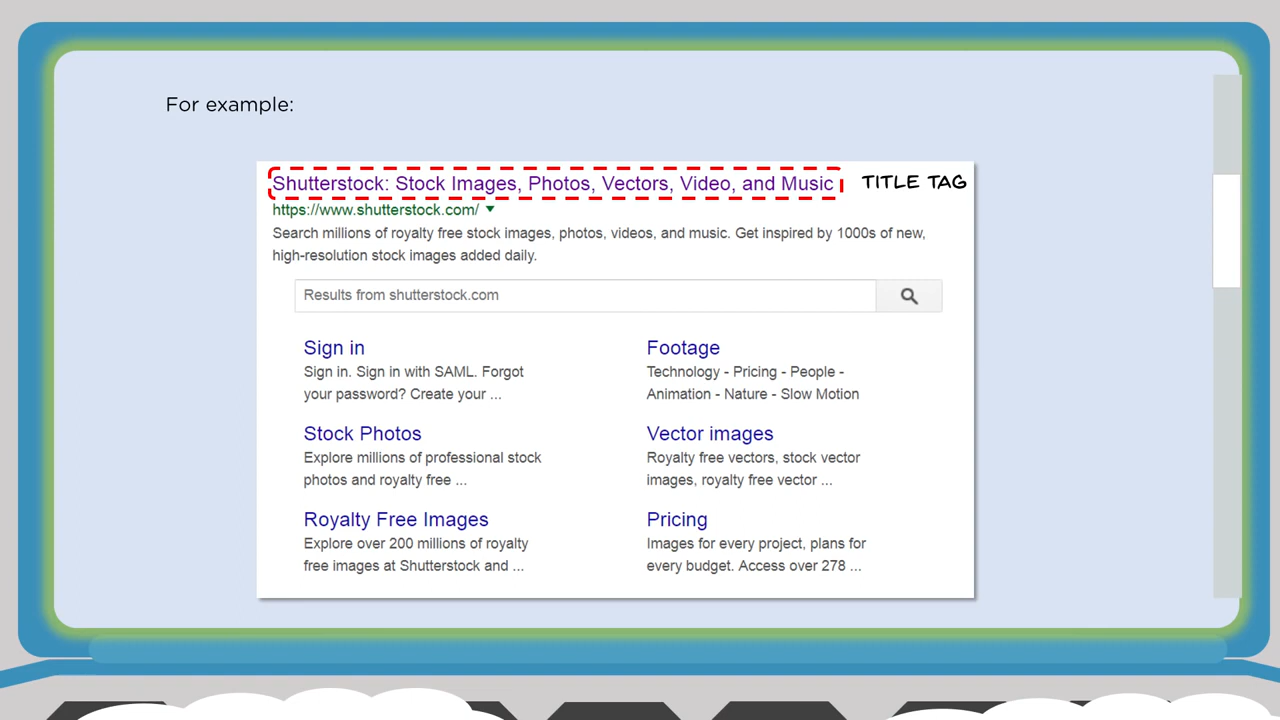 For example:
Shutterstock: Stock Images, Photos, Vectors, Video, and Music
TITLE TAG
https://www.shutterstock.com/
Search millions of royalty free stock images, photos, videos, and music. Get inspired by 1000s of new,
high-resolution stock images added daily.
Results from shutterstock.com
Sign in
Sign in. Sign in with SAML. Forgot
your password? Create your ...
Footage
Technology - Pricing - People -
Animation - Nature - Slow Motion
Stock Photos
Explore millions of professional stock
photos and royalty free ...
Vector images
Royalty free vectors, stock vector
images, royalty free vector ...
Royalty Free Images
Explore over 200 millions of royalty
free images at Shutterstock and ...
Pricing
Images for every project, plans for
every budget. Access over 278 ...